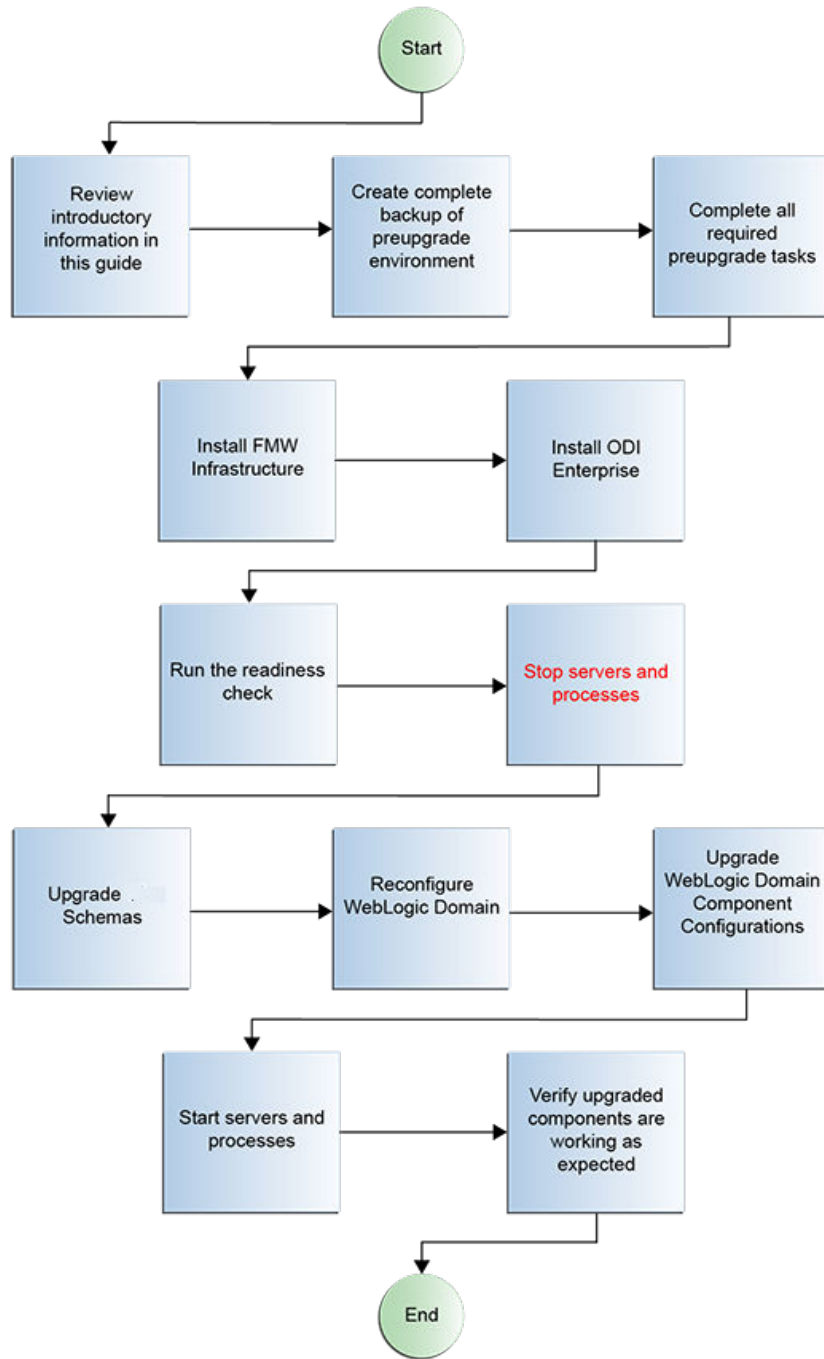 Start
Review
introductory
information in
this guide
Create complete
backup of
preupgrade
environment
Complete all
required
preupgrade tasks
Install FMW
Infrastructure
Install ODI
Enterprise
Run the readiness
check
Stop servers and
processes
Upgrade .
Schemas
Reconfigure
WebLogic Domain
Upgrade
WebLogic Domain
Component
Configurations
Start servers and
processes
Verify upgraded
components are
working as
expected
End